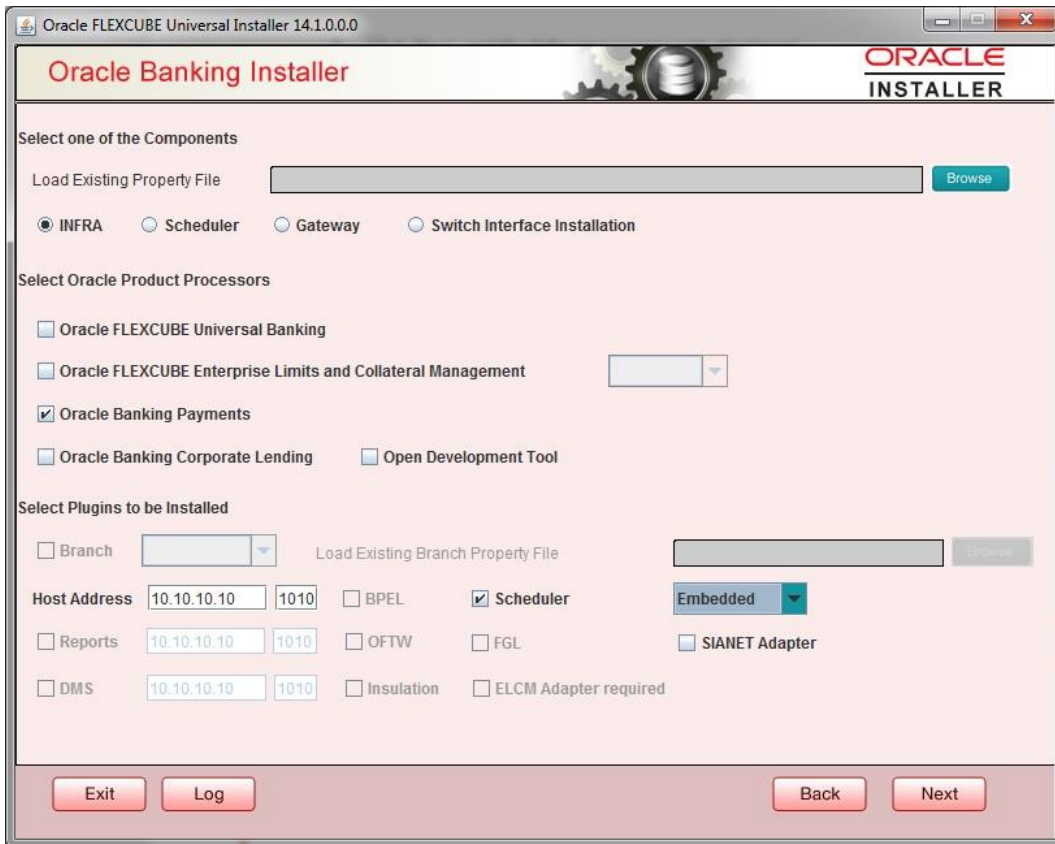 Oracle FLEXCUBE Universal Installer 14.1.0.0.0
Oracle Banking Installer
ORACLE
INSTALLER
Select one of the Components
Load Existing Property File Browse
INFRA Scheduler Gateway Switch Interface Installation
Select Oracle Product Processors
Oracle FLEXCUBE Universal Banking
Oracle FLEXCUBE Enterprise Limits and Collateral Management
Oracle Banking Payments
Oracle Banking Corporate Lending Open Development Tool
Select Plugins to be Installed
Branch Load Existing Branch Property File Browse
Host Address 10.10.10.10 1010 BPEL Scheduler Embedded
Reports 10.10.10.10 1010 OFTW FGL SIANET Adapter
DMS 10.10.10.10 1010 Insulation ELCM Adapter required
Exit Log Back Next